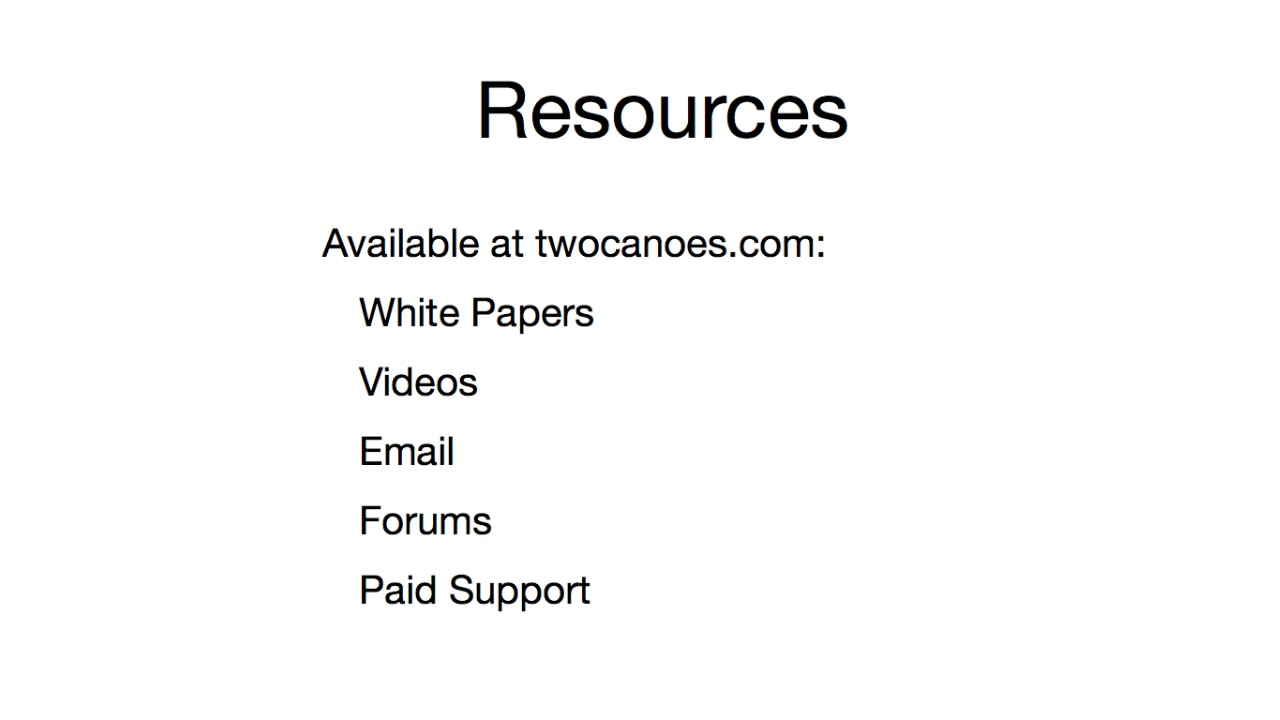 Resources
Available at twocanoes.com:
White Papers
Videos
Email
Forums
Paid Support